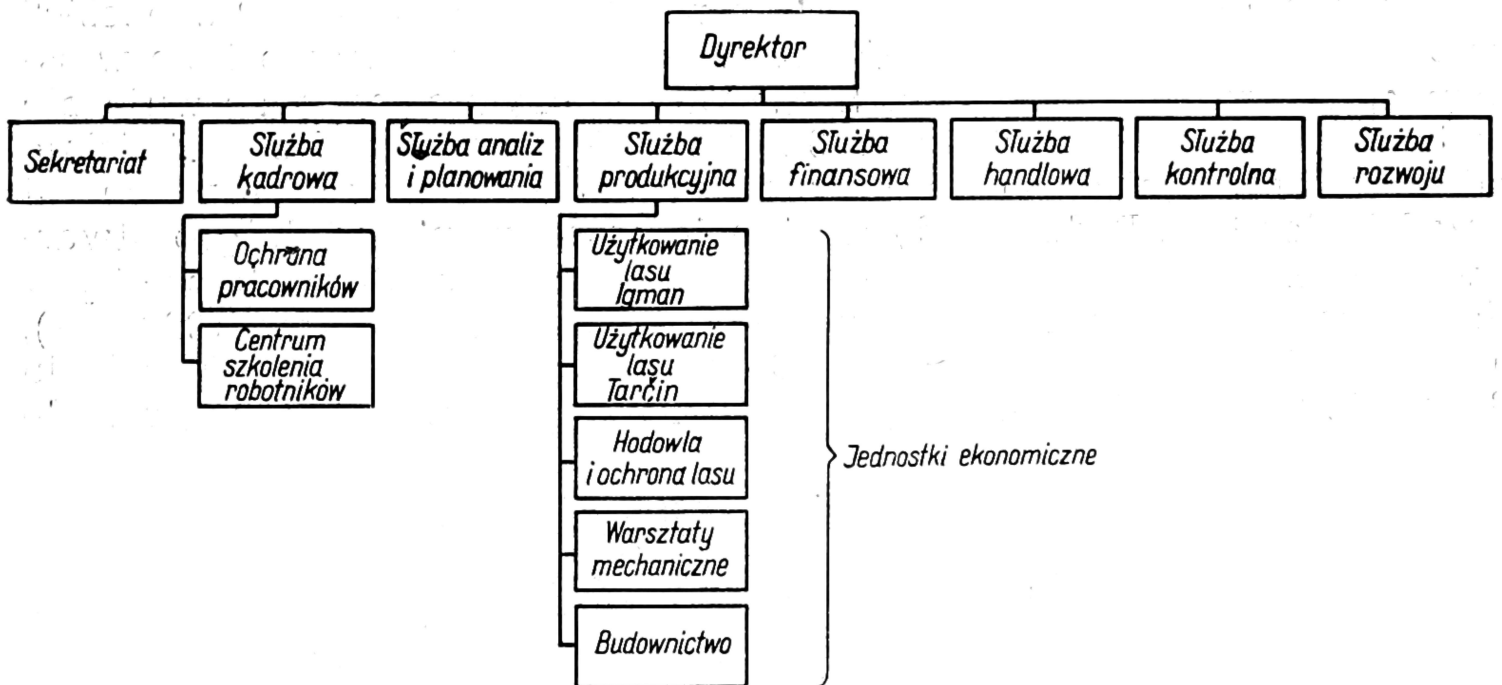 Dyrektor
Sekretariat
Służba
kadrowa
Służba analiz
i planowania
Służba
produkcyjna
Służba
finansowa
Służba
handlowa
Służba
kontrolna
Służba
rozwoju
Ochrona
pracowników
Centrum
szkolenia
robotników
Użytkowanie
lasu
Igman
Użytkowanie
lasu
Tarčin
Hodowla
i ochrona lasu
Warsztaty
mechaniczne
Budownictwo
Jednostki ekonomiczne